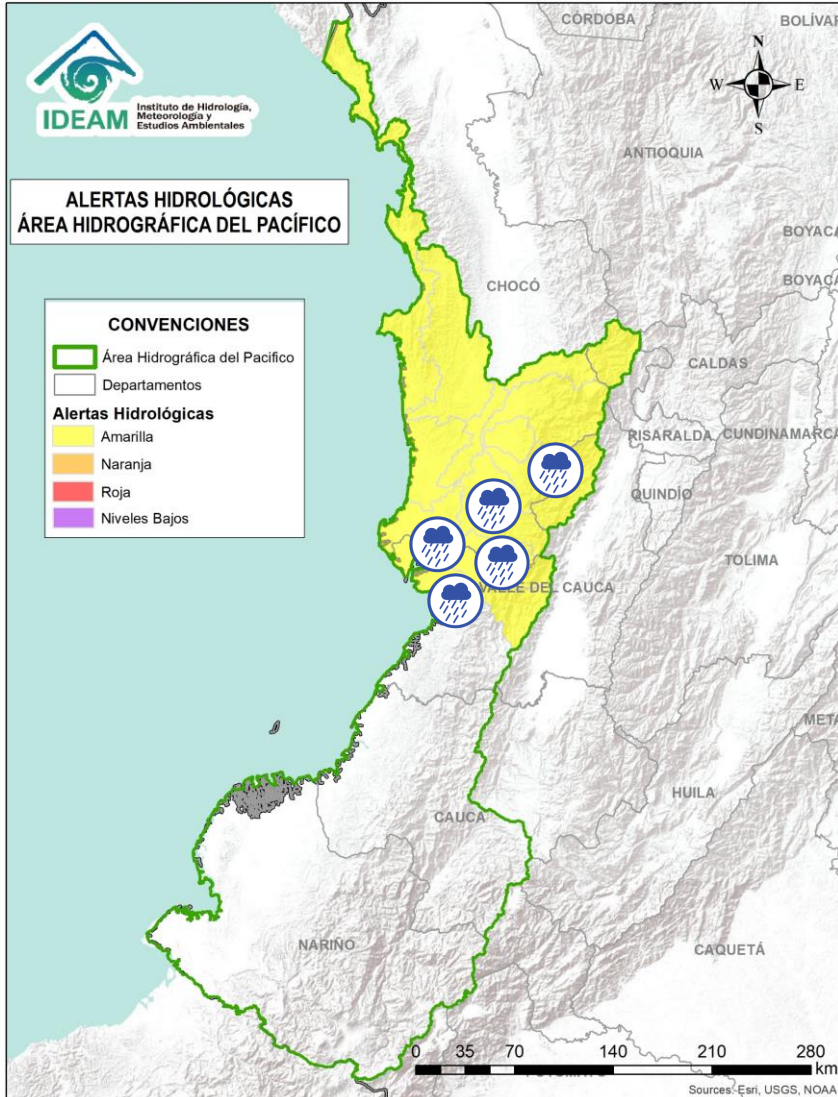 IDEAM
Instituto de Hidrología,
Meteorología y
Estudios Ambientales
ALERTAS HIDROLÓGICAS
ÁREA HIDROGRÁFICA DEL PACÍFICO
CONVENCIONES
Área Hidrográfica del Pacifico
Departamentos
Alertas Hidrológicas
Amarilla
Naranja
Roja
Niveles Bajos
CÓRDOBA
BOLÍVAR
N
W
E
S
ANTIOQUIA
BOYACÁ
BOYACÁ
CHOCÓ
CALDAS
RISARALDA
CUNDINAMARCA
QUINDÍO
TOLIMA
VALLE DEL CAUCA
META
HUILA
CAUCA
NARIÑO
CAQUETÁ
0 35 70 140 210 280
km
Sources: Esri, USGS, NOAA